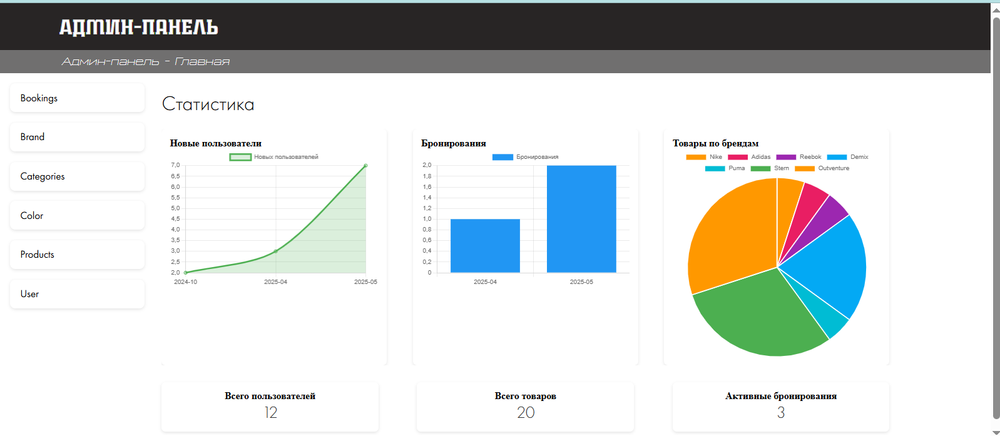 АДМИН-ПАНЕЛЬ
Админ-панель - Главная
Bookings
Brand
Categories
Color
Products
User
Статистика
Новые пользователи
Новых пользователей
7,0
6,5
6,0
5,5
5,0
4,5
4,0
3,5
3,0
2,5
2,0
2024-10 2025-04 2025-05
Бронирования
Бронирования
2,0
1,8
1,6
1,4
1,2
1,0
0,8
0,6
0,4
0,2
0
2025-04 2025-05
Товары по брендам
Nike Adidas Reebok Demix
Puma Stern Outventure
Всего пользователей
12
Всего товаров
20
Активные бронирования
3